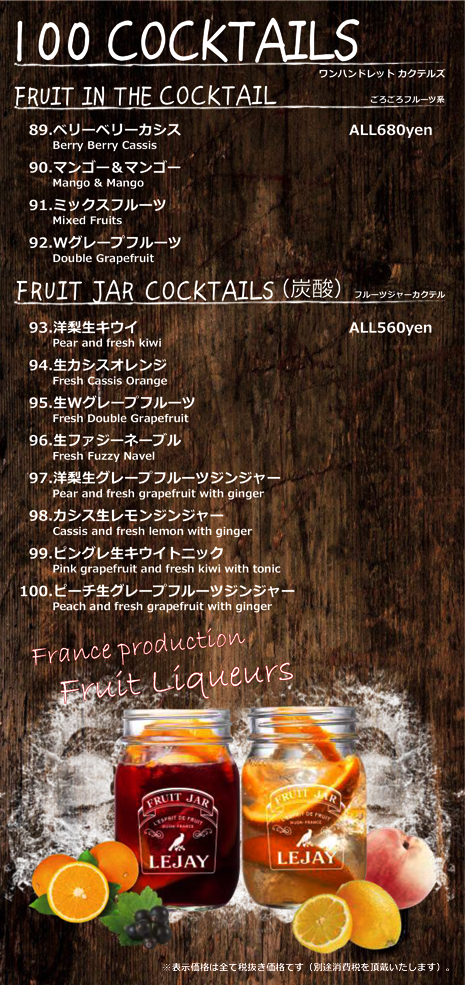 100 COCKTAILS
ワンハンドレット カクテルズ
FRUIT IN THE COCKTAIL
ごろごろフルーツ系
89.ベリーベリーカシス
ALL680yen
Berry Berry Cassis
90.マンゴー＆マンゴー
Mango & Mango
91.ミックスフルーツ
Mixed Fruits
92.Wグレープフルーツ
Double Grapefruit
FRUIT JAR COCKTAILS（炭酸）
フルーツジャーカクテル
93.洋梨生キウイ
ALL560yen
Pear and fresh kiwi
94.生カシスオレンジ
Fresh Cassis Orange
95.生Wグレープフルーツ
Fresh Double Grapefruit
96.生ファジーネーブル
Fresh Fuzzy Navel
97.洋梨生グレープフルーツジンジャー
Pear and fresh grapefruit with ginger
98.カシス生レモンジンジャー
Cassis and fresh lemon with ginger
99.ピングレ生キウイトニック
Pink grapefruit and fresh kiwi with tonic
100.ピーチ生グレープフルーツジンジャー
Peach and fresh grapefruit with ginger
France production
Fruit Liqueurs
FRUIT JAR
L'ESPRIT DE FRUIT
DIJON-FRANCE
LEJAY
FRUIT JAR
L'ESPRIT DE FRUIT
DIJON-FRANCE
LEJAY
※表示価格は全て税抜き価格です（別途消費税を頂戴いたします）。